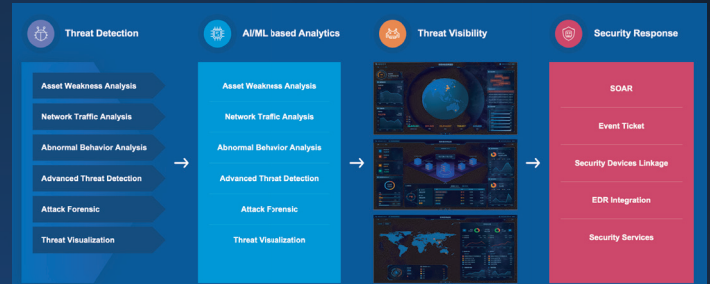 Threat Detection
AI/ML based Analytics
Threat Visibility
Security Response
Asset Weakness Analysis
Network Traffic Analysis
Abnormal Behavior Analysis
Advanced Threat Detection
Attack Forensic
Threat Visualization
Asset Weakness Analysis
Network Traffic Analysis
Abnormal Behavior Analysis
Advanced Threat Detection
Attack Forensic
Threat Visualization
SOAR
Event Ticket
Security Devices Linkage
EDR Integration
Security Services